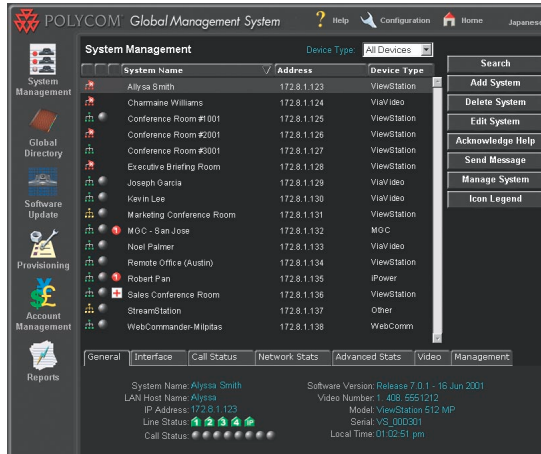 POLYCOM Global Management System ? Help Configuration Home Japanese
System Management Device Type: All Devices
System Name Address Device Type
Allysa Smith 172.8.1.123 ViewStation
Charmaine Williams 172.8.1.124 ViaVideo
Conference Room #1001 172.8.1.125 ViewStation
Conference Room #2001 172.8.1.126 ViewStation
Conference Room #3001 172.8.1.127 ViewStation
Executive Briefing Room 172.8.1.128 ViewStation
Joseph Garcia 172.8.1.129 ViaVideo
Kevin Lee 172.8.1.130 ViaVideo
Marketing Conference Room 172.8.1.131 ViewStation
1 MGC - San Jose 172.8.1.132 MGC
Noel Palmer 172.8.1.133 ViaVideo
Remote Office (Austin) 172.8.1.134 ViewStation
1 Robert Pan 172.8.1.135 iPower
Sales Conference Room 172.8.1.136 ViewStation
StreamStation 172.8.1.137 Other
WebCommander-Milpitas 172.8.1.138 WebComm
System Management
Global Directory
Software Update
Provisioning
Account Management
Reports
Search
Add System
Delete System
Edit System
Acknowledge Help
Send Message
Manage System
Icon Legend
General Interface Call Status Network Stats Advanced Stats Video Management
System Name: Alyssa Smith
LAN Host Name: Alyssa
IP Address: 172.8.1.123
Line Status: 1 2 3 4 IP
Call Status:
Software Version: Release 7.0.1 - 16 Jun 2001
Video Number: 1. 408. 5551212
Model: ViewStation 512 MP
Serial: VS_00D301
Local Time: 01:02:51 pm